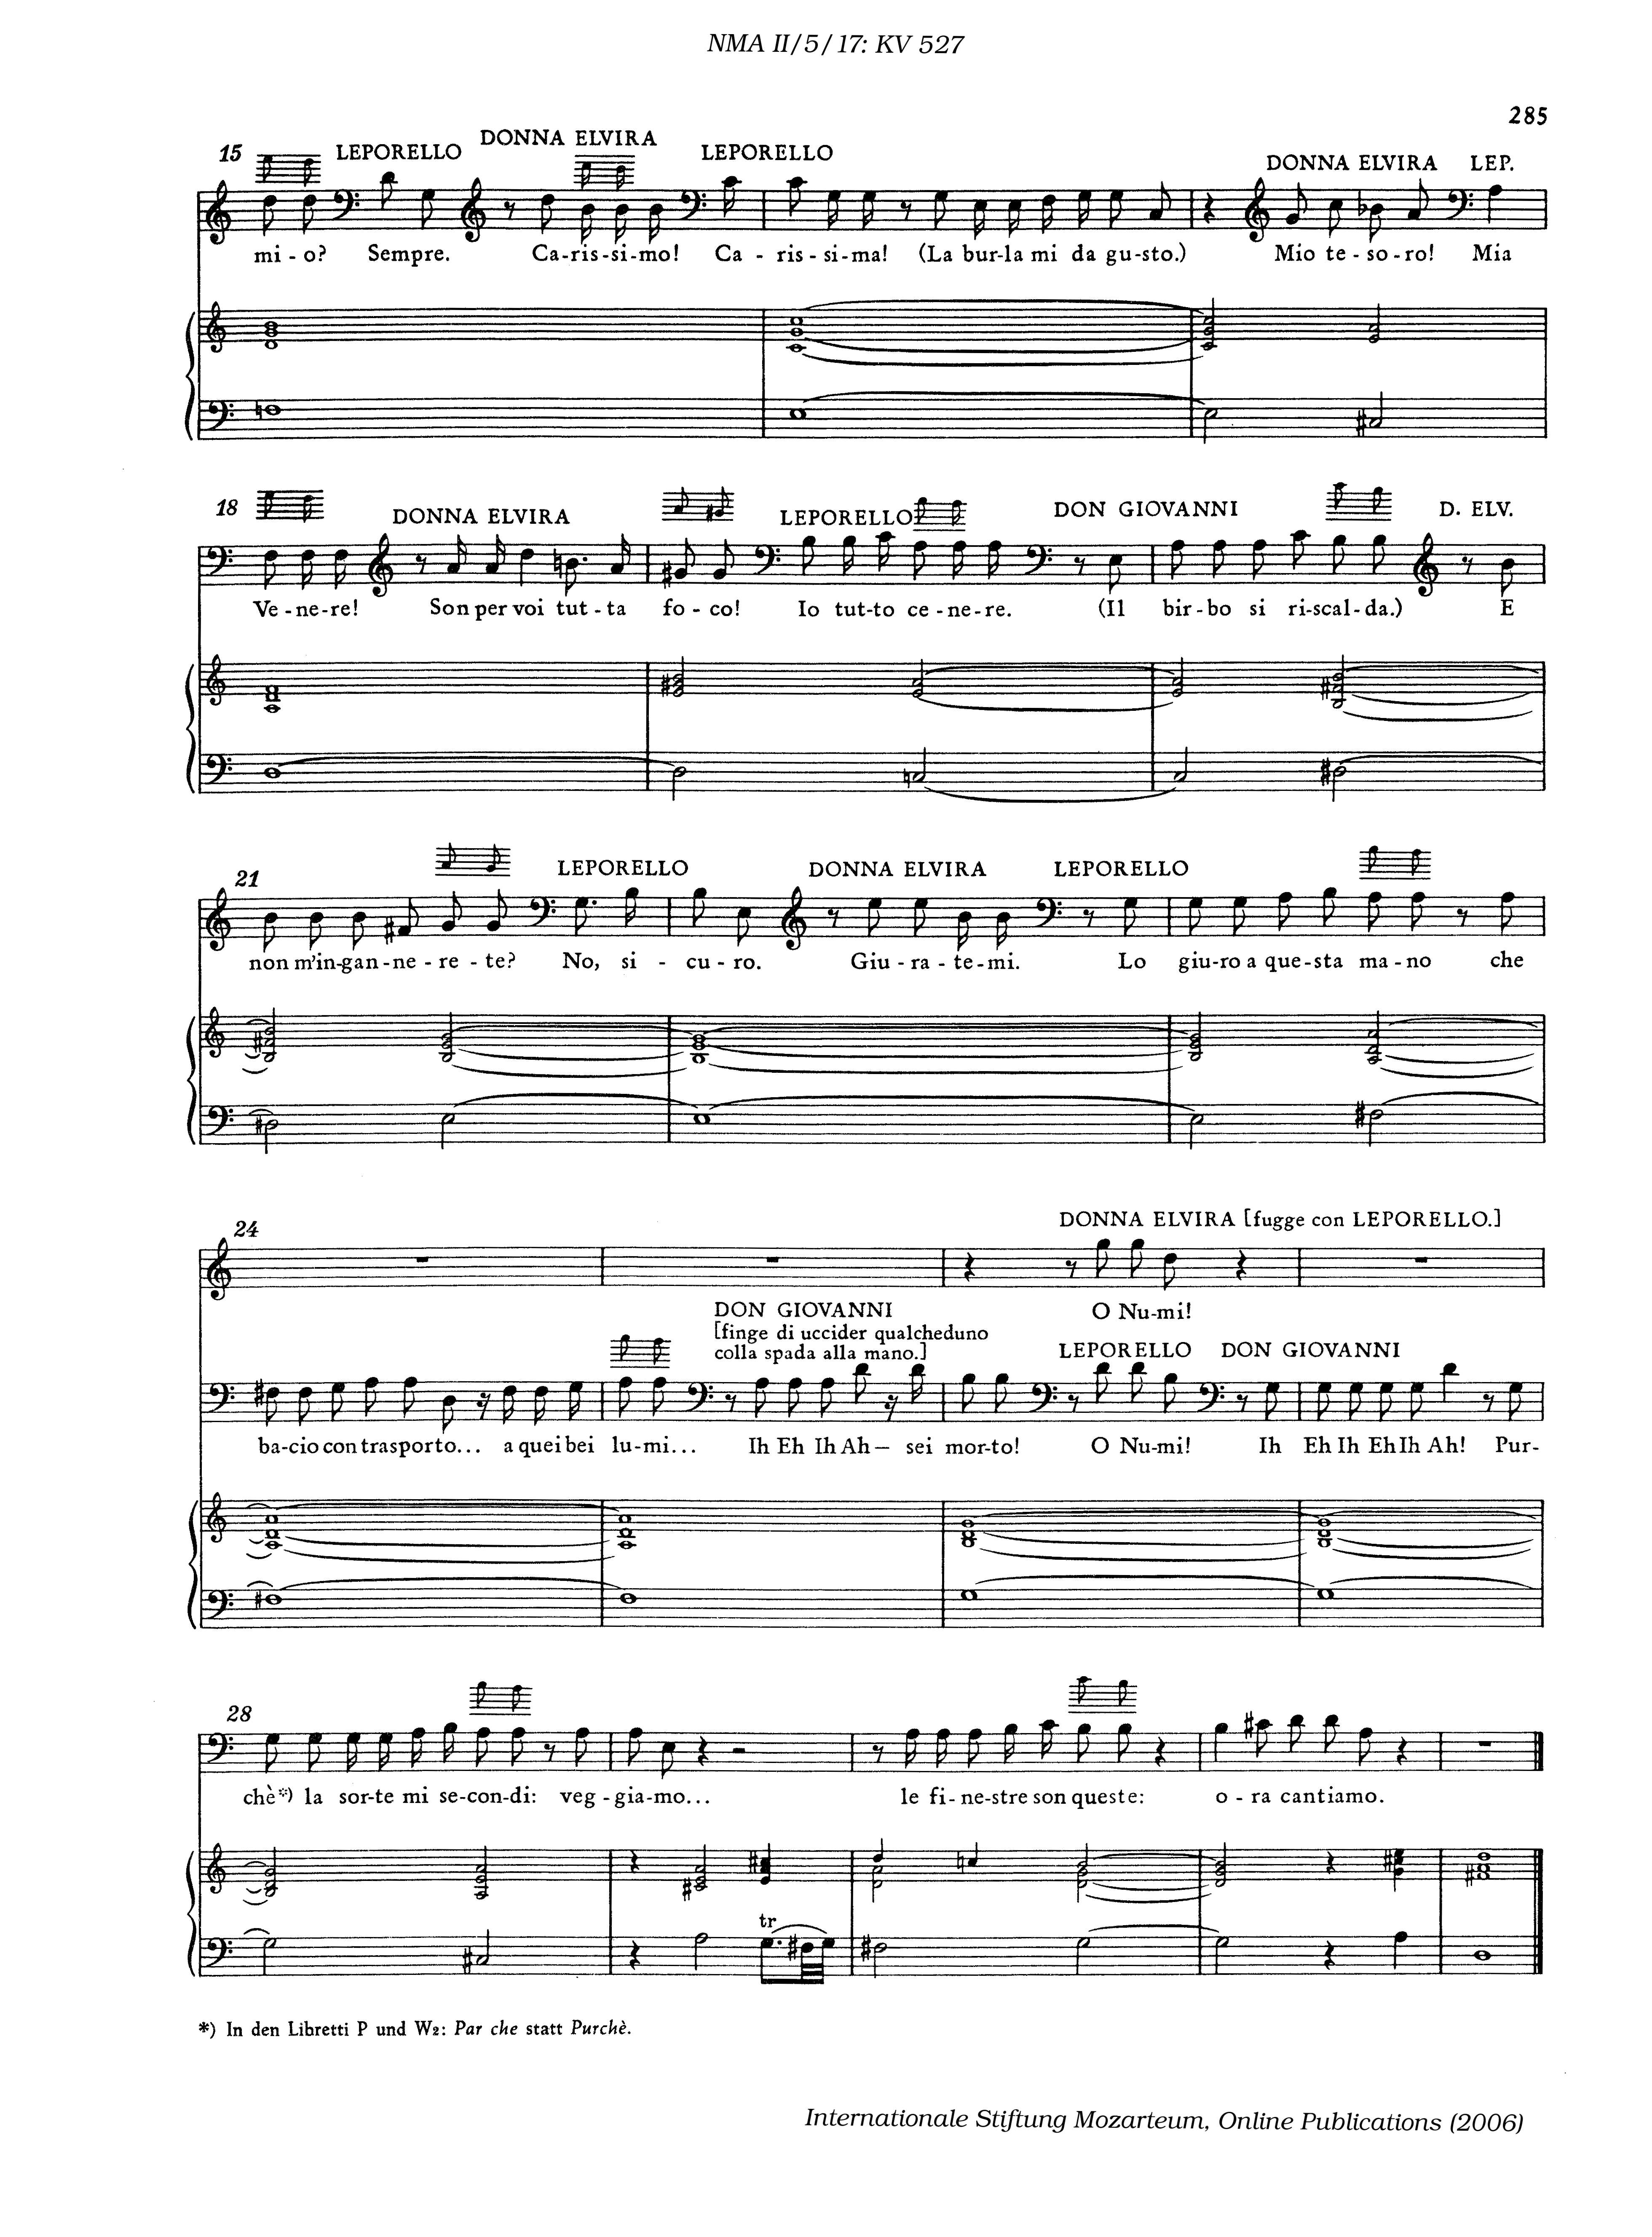 NMA II/5/17: KV 527
285
15 LEPORELLO DONNA ELVIRA LEPORELLO DONNA ELVIRA LEP.
mi - o? Sempre. Ca-ris-si-mo! Ca - ris - si-ma! (La bur-la mi da gu-sto.) Mio te - so - ro! Mia
18 DONNA ELVIRA LEPORELLO DON GIOVANNI D. ELV.
Ve - ne - re! Son per voi tut - ta fo - co! Io tut-to ce - ne - re. (Il bir - bo si ri-scal-da.) E
21 LEPORELLO DONNA ELVIRA LEPORELLO
non m'in-gan-ne - re - te? No, si - cu - ro. Giu - ra - te-mi. Lo giu-ro a que-sta ma - no che
24 DONNA ELVIRA [fugge con LEPORELLO.]
O Nu-mi!
DON GIOVANNI
[finge di uccider qualcheduno
colla spada alla mano.]
LEPORELLO DON GIOVANNI
ba-cio con trasporto... a quei bei lu-mi... Ih Eh Ih Ah— sei mor-to! O Nu-mi! Ih Eh Ih Eh Ih Ah! Pur-
28
chè*) la sor-te mi se-con-di: veg - gia-mo... le fi-ne-stre son queste: o - ra cantiamo.
tr
*) In den Libretti P und W2: Par che statt Purchè.
Internationale Stiftung Mozarteum, Online Publications (2006)